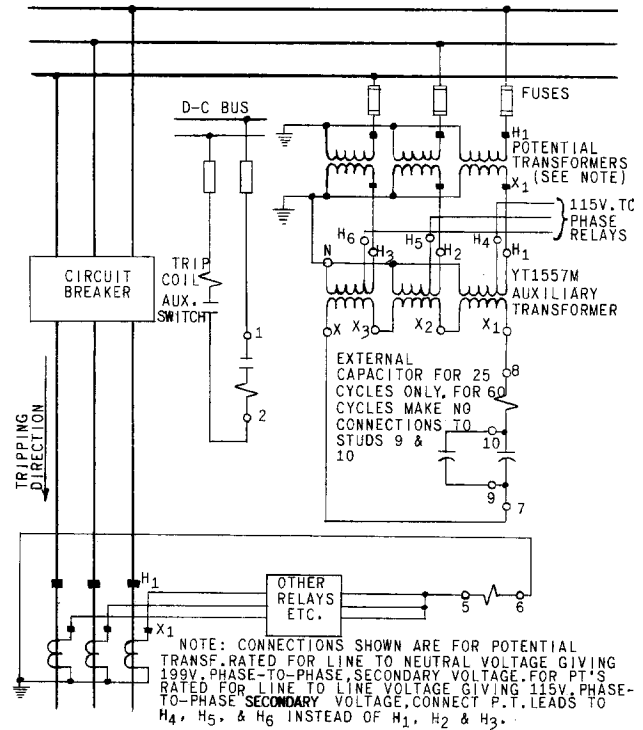 FUSES
D-C BUS
H1
POTENTIAL
TRANSFORMERS
(SEE NOTE)
X1
115V. TO
PHASE
RELAYS
H6
H3
H5
H2
H4
H1
N
YT1557M
AUXILIARY
TRANSFORMER
CIRCUIT
BREAKER
TRIP
COIL
AUX.
SWITCH
1
2
X
X3
X2
X1
EXTERNAL
CAPACITOR FOR 25
CYCLES ONLY, FOR 60
CYCLES MAKE NO
CONNECTIONS TO
STUDS 9 &
10
8
10
9
7
TRIPPING
DIRECTION
H1
X1
OTHER
RELAYS
ETC.
5
6
NOTE: CONNECTIONS SHOWN ARE FOR POTENTIAL
TRANSF.RATED FOR LINE TO NEUTRAL VOLTAGE GIVING
199V.PHASE-TO-PHASE,SECONDARY VOLTAGE.FOR PT'S
RATED FOR LINE TO LINE VOLTAGE GIVING 115V.PHASE-
TO-PHASE SECONDARY VOLTAGE,CONNECT P.T.LEADS TO
H4, H5, & H6 INSTEAD OF H1, H2 & H3.